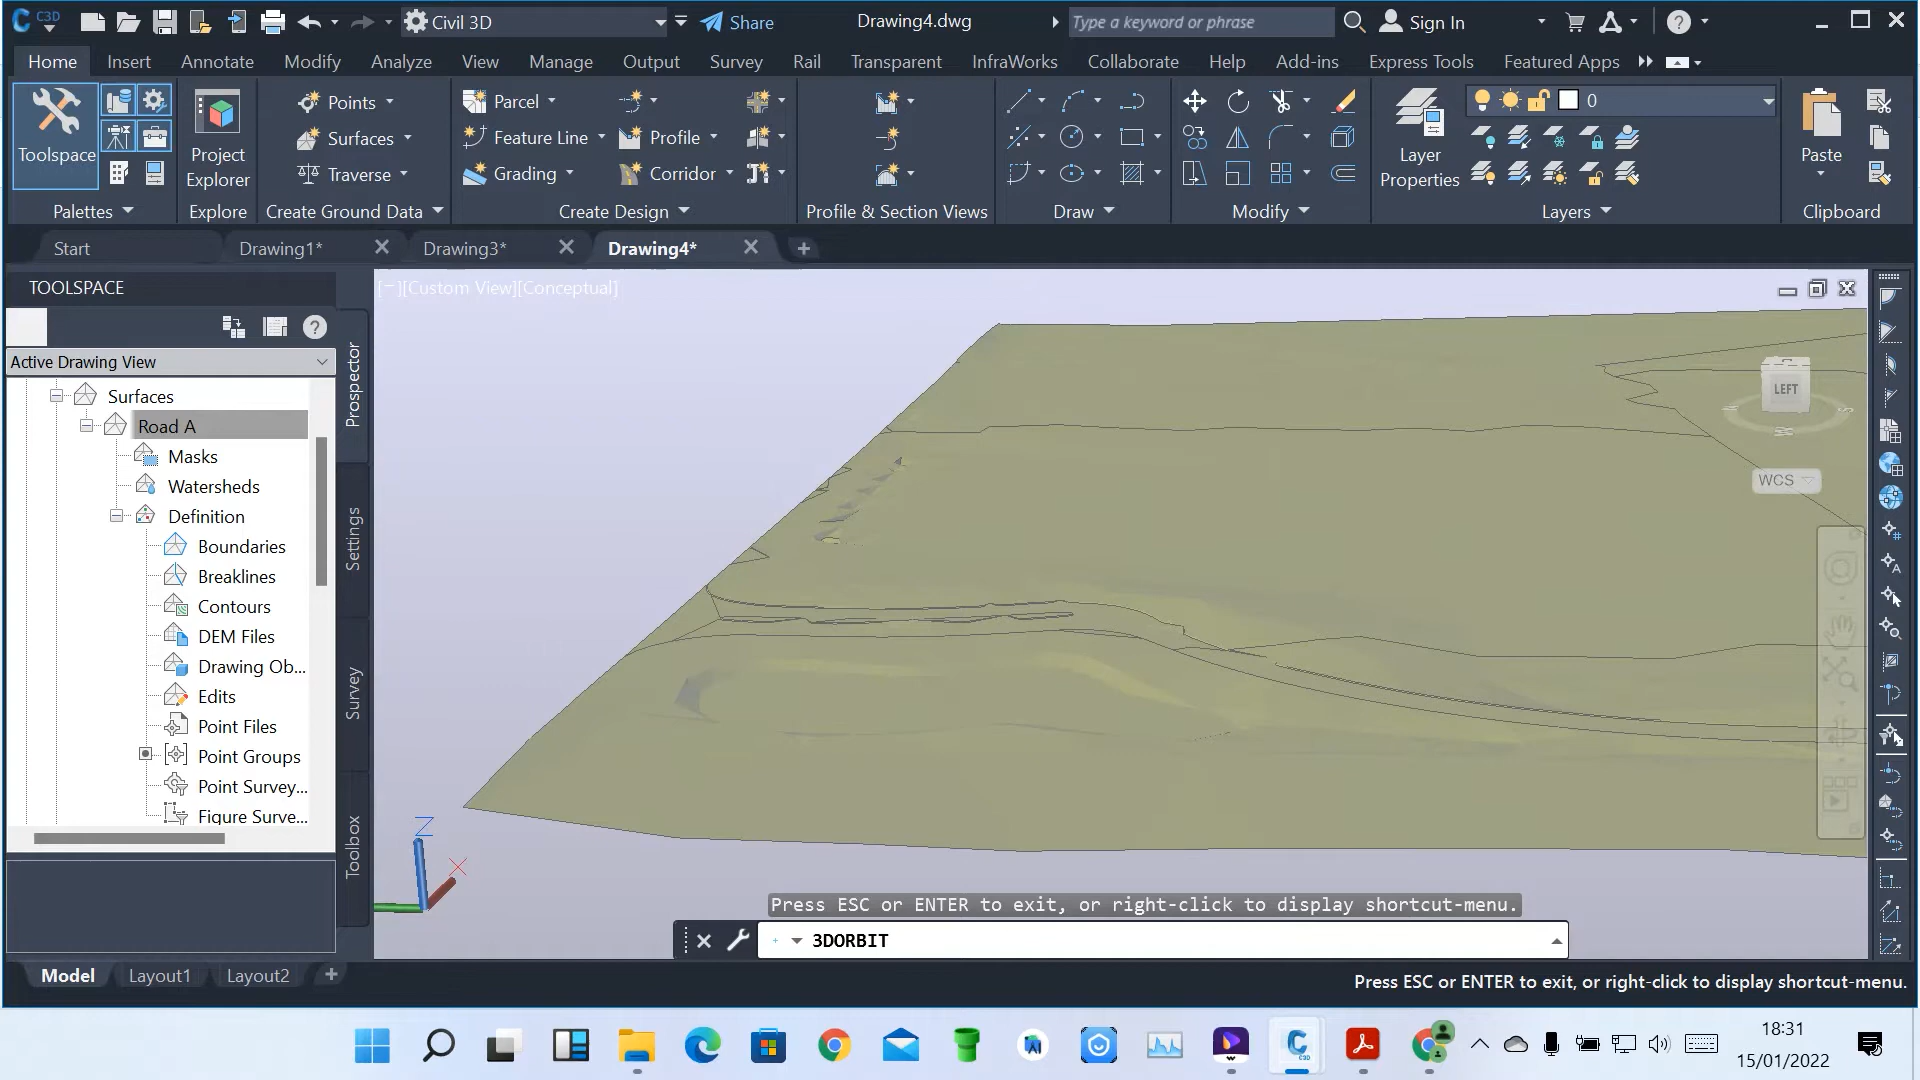 C3D
Civil 3D
Share
Drawing4.dwg
Type a keyword or phrase
Sign In
Home
Insert
Annotate
Modify
Analyze
View
Manage
Output
Survey
Rail
Transparent
InfraWorks
Collaborate
Help
Add-ins
Express Tools
Featured Apps
Toolspace
Palettes
Project
Explorer
Explore
Points
Surfaces
Traverse
Create Ground Data
Parcel
Feature Line
Grading
Profile
Corridor
Create Design
Profile & Section Views
Draw
Modify
Layer
Properties
0
Layers
Paste
Clipboard
Start
Drawing1*
Drawing3*
Drawing4*
TOOLSPACE
Active Drawing View
Surfaces
Road A
Masks
Watersheds
Definition
Boundaries
Breaklines
Contours
DEM Files
Drawing Ob...
Edits
Point Files
Point Groups
Point Survey...
Figure Surve...
Prospector
Settings
Survey
Toolbox
[−][Custom View][Conceptual]
LEFT
WCS
Z
X
Press ESC or ENTER to exit, or right-click to display shortcut-menu.
3DORBIT
Model
Layout1
Layout2
Press ESC or ENTER to exit, or right-click to display shortcut-menu.
18:31
15/01/2022